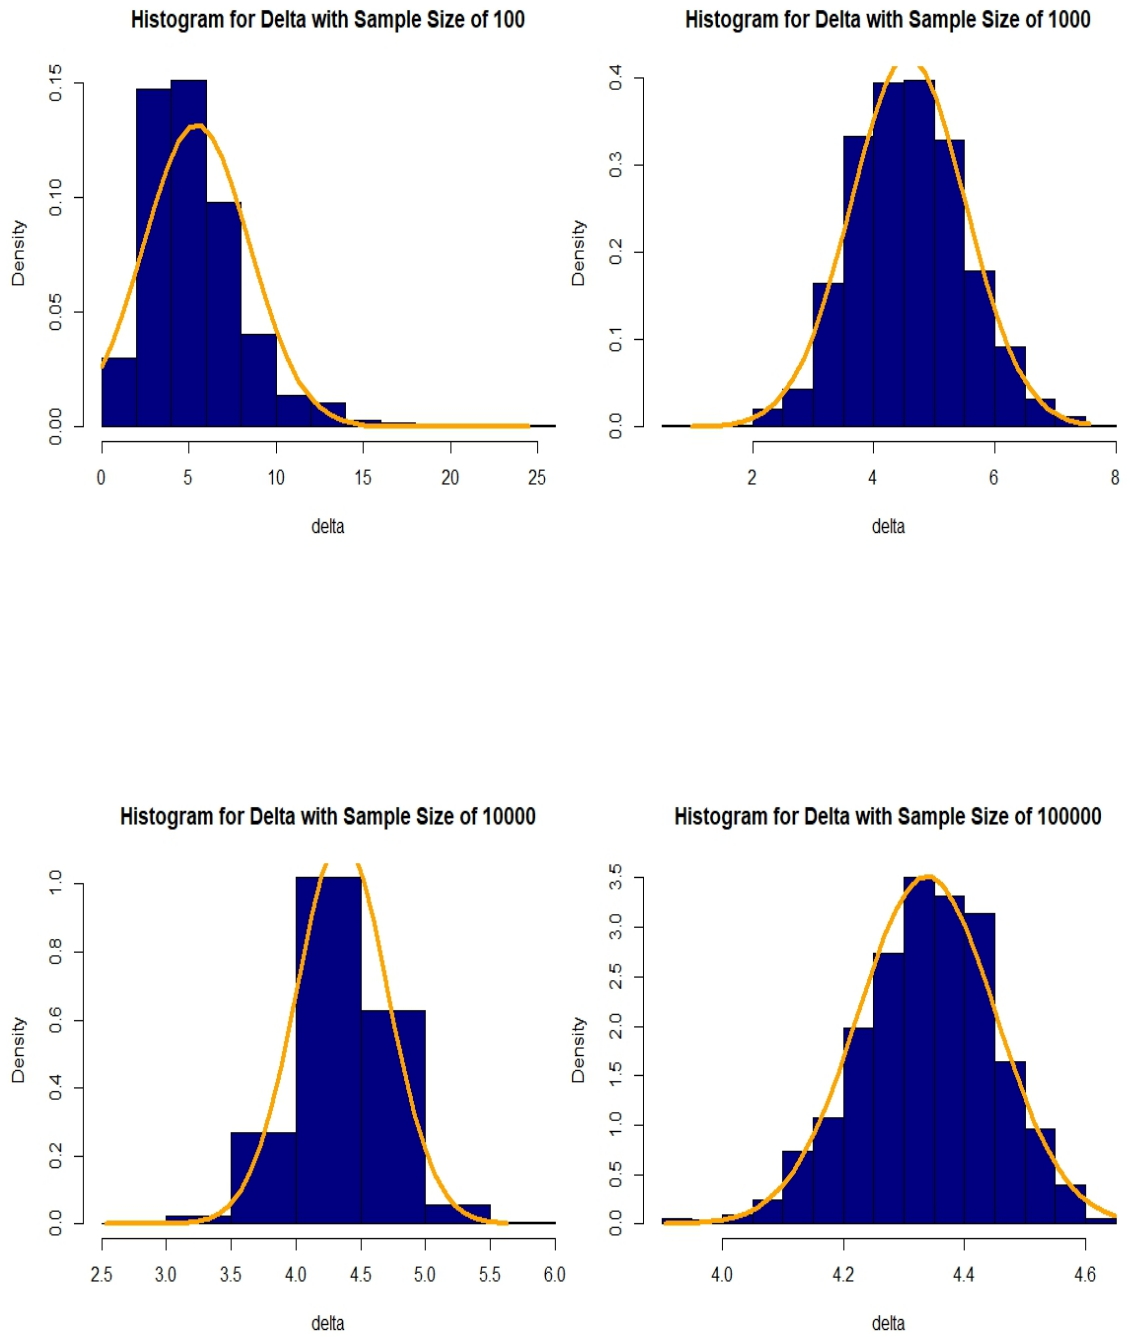 Histogram for Delta with Sample Size of 100
Density
0.00 0.05 0.10 0.15
0 5 10 15 20 25
delta
Histogram for Delta with Sample Size of 1000
Density
0.0 0.1 0.2 0.3 0.4
2 4 6 8
delta
Histogram for Delta with Sample Size of 10000
Density
0.0 0.2 0.4 0.6 0.8 1.0
2.5 3.0 3.5 4.0 4.5 5.0 5.5 6.0
delta
Histogram for Delta with Sample Size of 100000
Density
0.0 0.5 1.0 1.5 2.0 2.5 3.0 3.5
4.0 4.2 4.4 4.6
delta